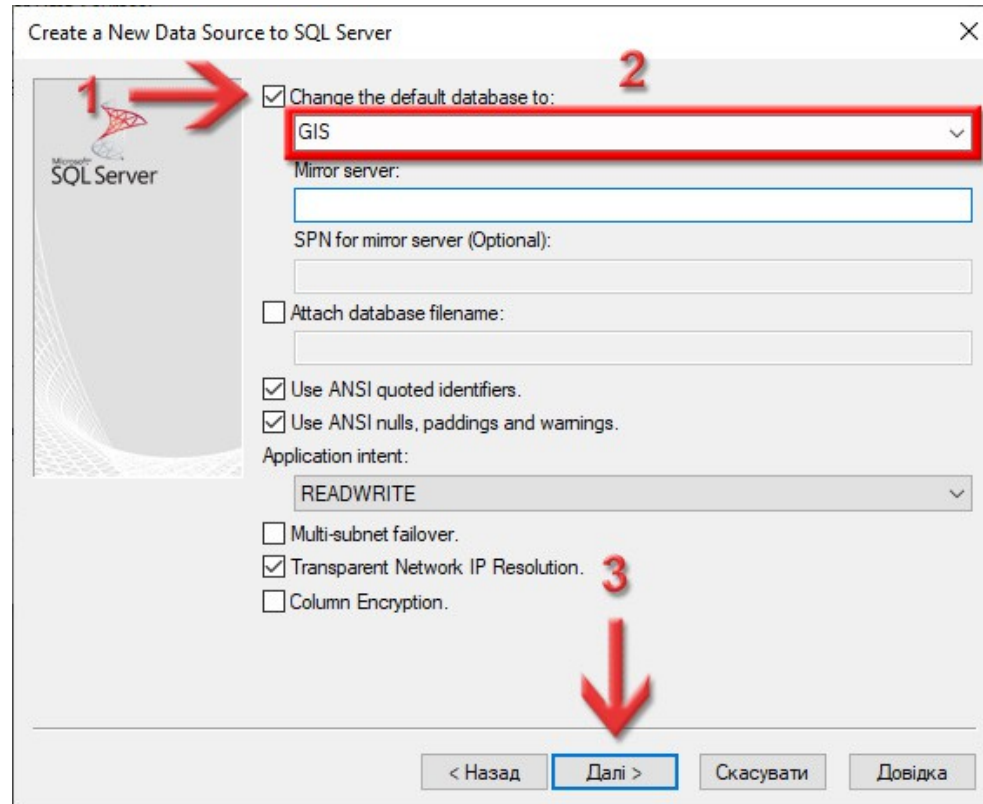 Create a New Data Source to SQL Server
1
2
Change the default database to:
GIS
Microsoft
SQL Server
Mirror server:
SPN for mirror server (Optional):
Attach database filename:
Use ANSI quoted identifiers.
Use ANSI nulls, paddings and warnings.
Application intent:
READWRITE
Multi-subnet failover.
Transparent Network IP Resolution.
3
Column Encryption.
< Назад
Далі >
Скасувати
Довідка